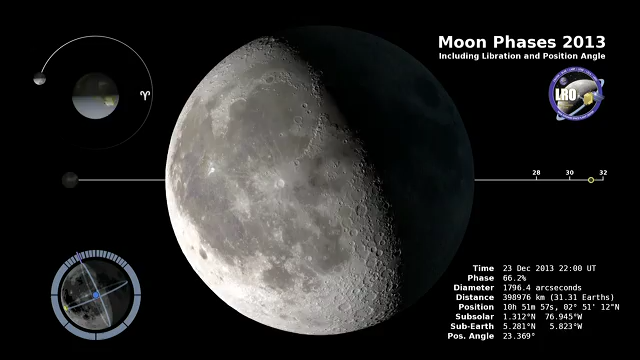 Moon Phases 2013
Including Libration and Position Angle
LRO
♈
28 30 32
Time 23 Dec 2013 22:00 UT
Phase 66.2%
Diameter 1796.4 arcseconds
Distance 398976 km (31.31 Earths)
Position 10h 51m 57s, 02° 51' 12"N
Subsolar 1.312°N 76.945°W
Sub-Earth 5.281°N 5.823°W
Pos. Angle 23.369°